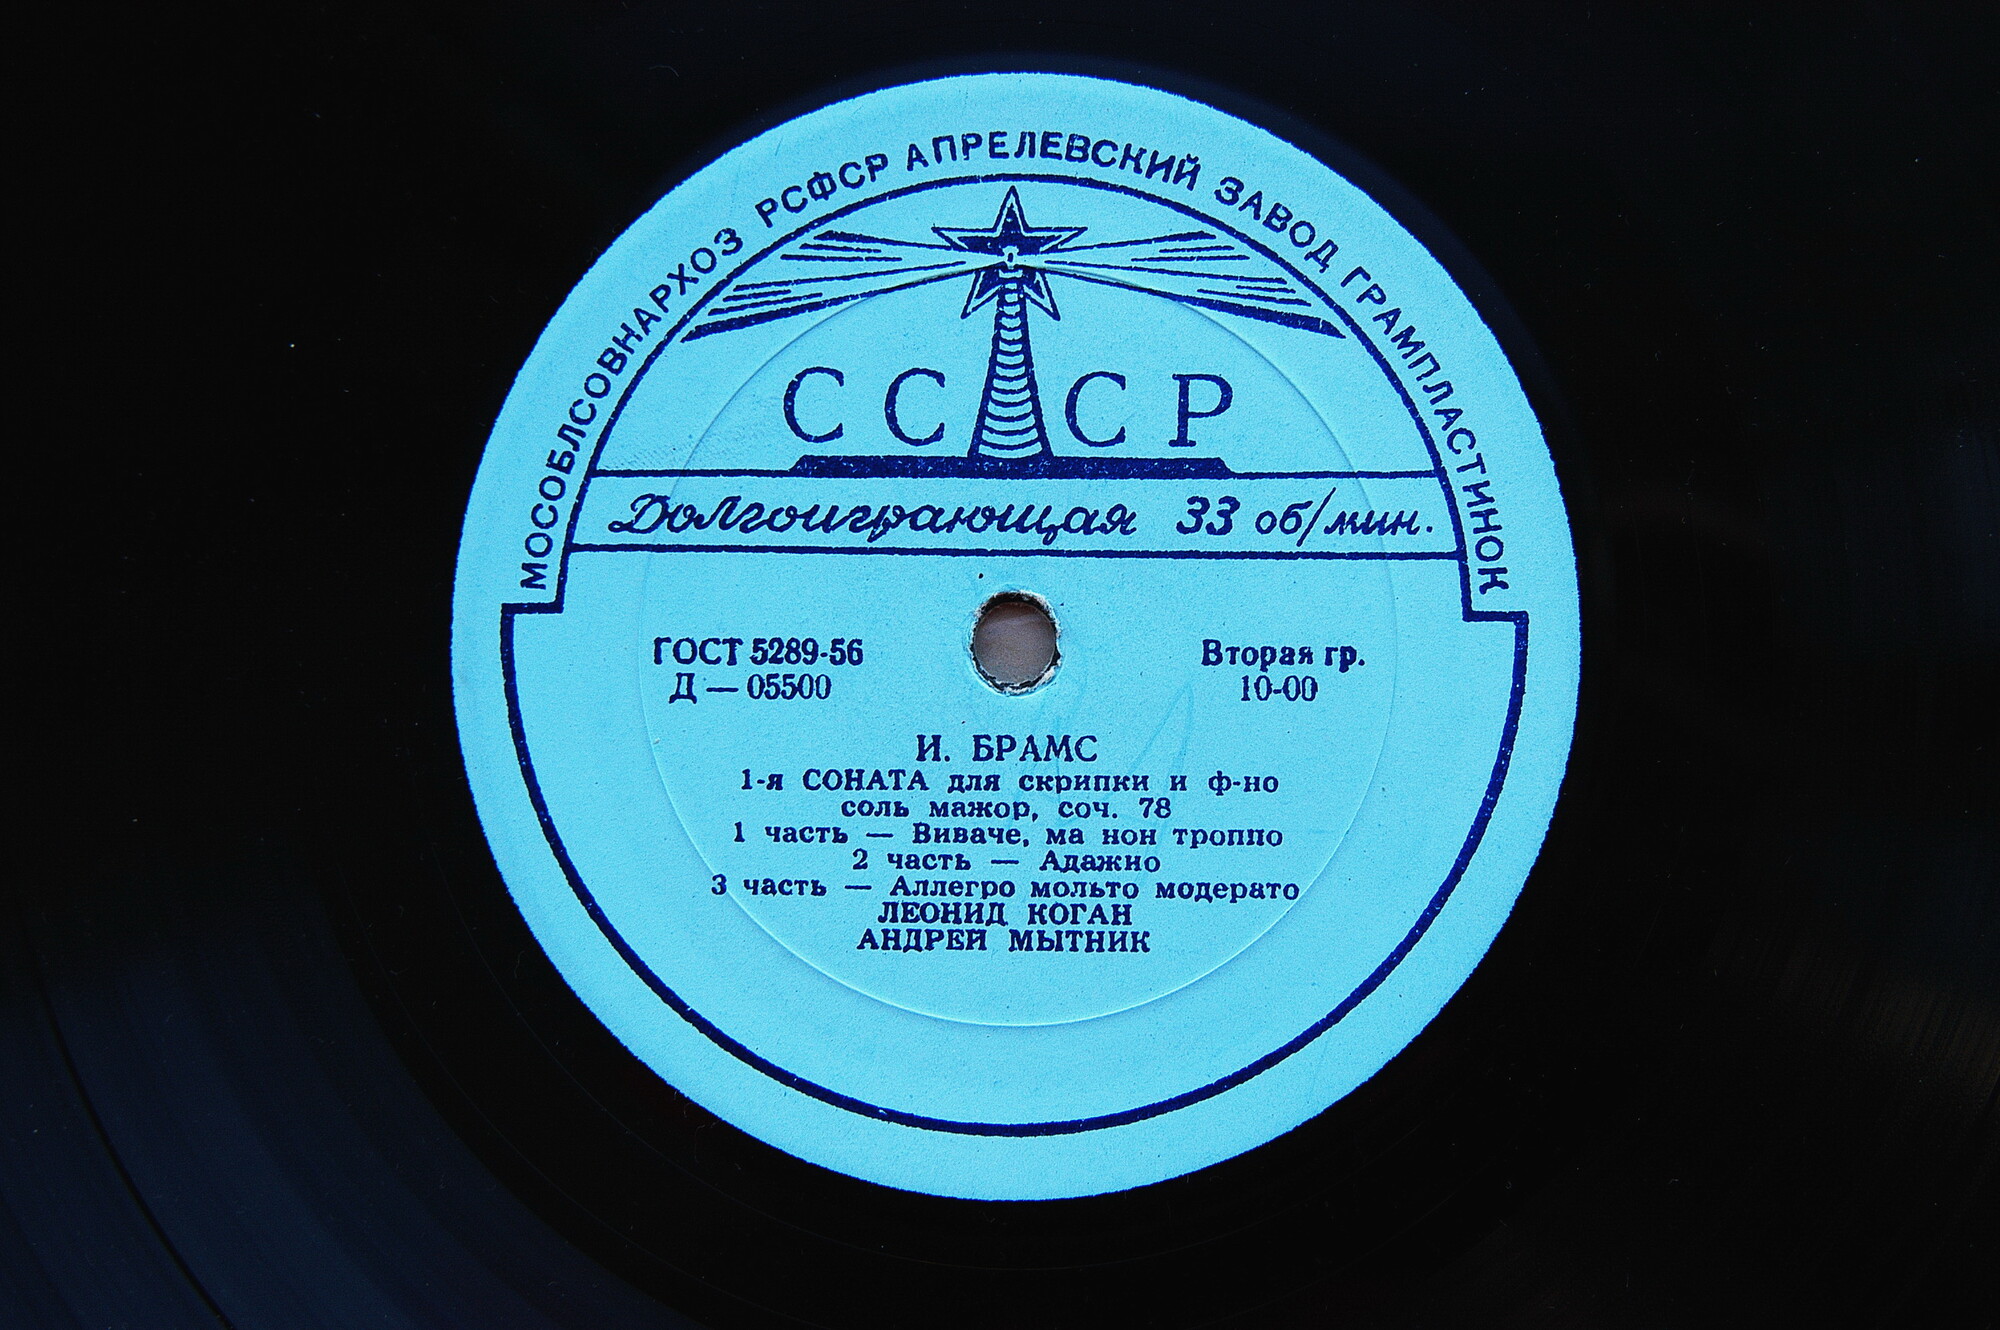 МОСОБЛСОВНАРХОЗ РСФСР АПРЕЛЕВСКИЙ ЗАВОД ГРАМПЛАСТИНОК
СССР
Долгоиграющая 33 об/мин.
ГОСТ 5289-56
Д — 05500
Вторая гр.
10-00
И. БРАМС
1-я СОНАТА для скрипки и ф-но
соль мажор, соч. 78
1 часть — Виваче, ма нон троппо
2 часть — Адажио
3 часть — Аллегро мольто модерато
ЛЕОНИД КОГАН
АНДРЕЙ МЫТНИК